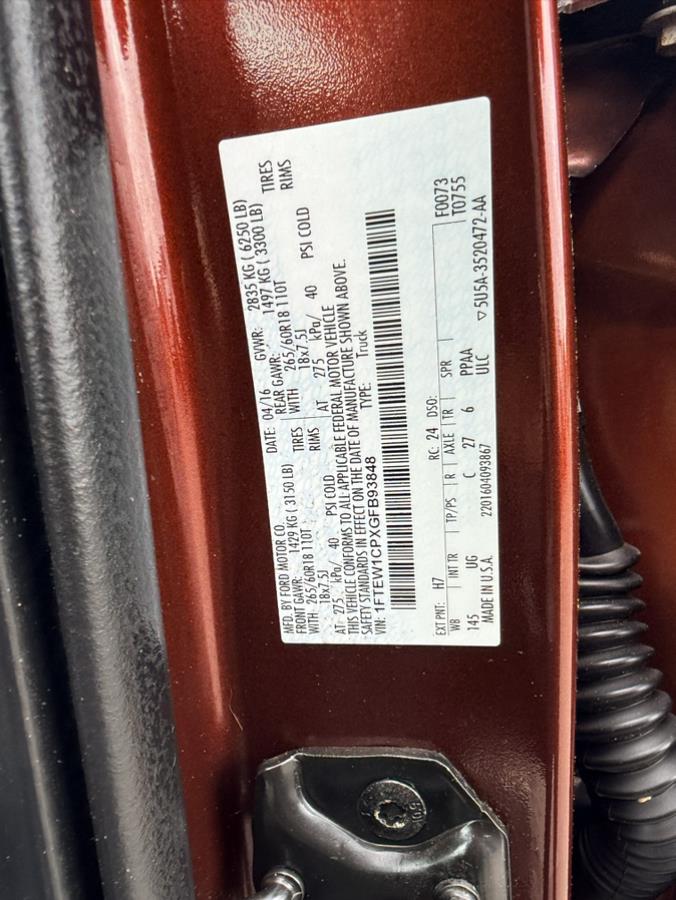 MFD. BY FORD MOTOR CO.
DATE: 04/16 GVWR: 2835 KG ( 6250 LB)
FRONT GAWR: 1429 KG ( 3150 LB) REAR GAWR: 1497 KG ( 3300 LB)
WITH 265/60R18 110T TIRES WITH 265/60R18 110T TIRES
18x7.5J RIMS 18x7.5J RIMS
AT: 275 kPa/ 40 PSI COLD AT 275 kPa/ 40 PSI COLD
THIS VEHICLE CONFORMS TO ALL APPLICABLE FEDERAL MOTOR VEHICLE
SAFETY STANDARDS IN EFFECT ON THE DATE OF MANUFACTURE SHOWN ABOVE.
VIN: 1FTEW1CPXGFB93848 TYPE: Truck
F0073
T0755
EXT PNT: H7 RC: 24 DSO:
WB INT TR TP/PS R AXLE TR SPR
145 UG C 27 6 PPAA
ULC
MADE IN U.S.A. 2201604093867 ▽5U5A-3520472-AA